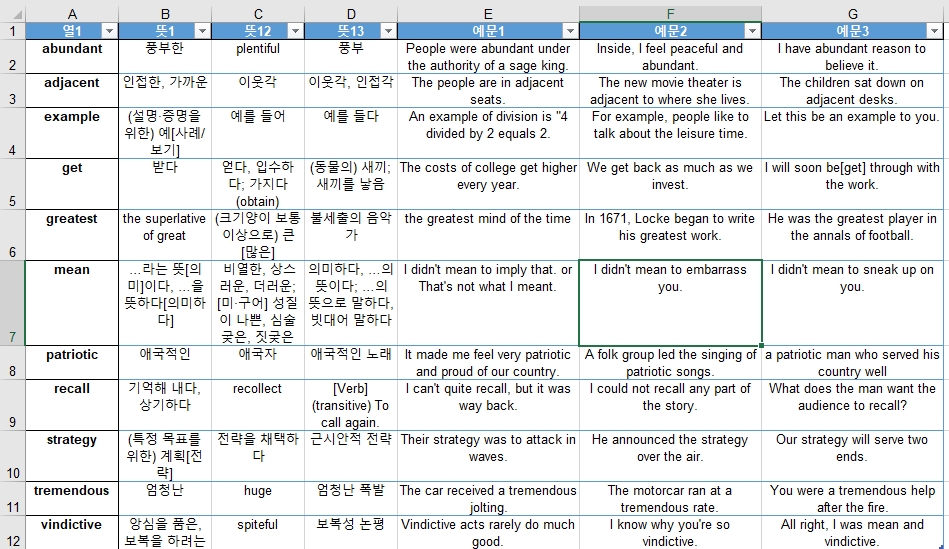 A B C D E F G
1 열1 뜻1 뜻12 뜻13 예문1 예문2 예문3
2 abundant 풍부한 plentiful 풍부 People were abundant under the authority of a sage king. Inside, I feel peaceful and abundant. I have abundant reason to believe it.
3 adjacent 인접한, 가까운 이웃각 이웃각, 인접각 The people are in adjacent seats. The new movie theater is adjacent to where she lives. The children sat down on adjacent desks.
4 example (설명·증명을 위한) 예[사례/보기] 예를 들어 예를 들다 An example of division is "4 divided by 2 equals 2. For example, people like to talk about the leisure time. Let this be an example to you.
5 get 받다 얻다, 입수하다; 가지다 (obtain) (동물의) 새끼; 새끼를 낳음 The costs of college get higher every year. We get back as much as we invest. I will soon be[get] through with the work.
6 greatest the superlative of great (크기양이 보통 이상으로) 큰[많은] 불세출의 음악가 the greatest mind of the time In 1671, Locke began to write his greatest work. He was the greatest player in the annals of football.
7 mean …라는 뜻[의미]이다, …을 뜻하다[의미하다] 비열한, 상스러운, 더러운; [미·구어] 성질이 나쁜, 심술궂은, 짓궂은 의미하다, …의 뜻이다; …의 뜻으로 말하다, 빗대어 말하다 I didn't mean to imply that. or That's not what I meant. I didn't mean to embarrass you. I didn't mean to sneak up on you.
8 patriotic 애국적인 애국자 애국적인 노래 It made me feel very patriotic and proud of our country. A folk group led the singing of patriotic songs. a patriotic man who served his country well
9 recall 기억해 내다, 상기하다 recollect [Verb] (transitive) To call again. I can't quite recall, but it was way back. I could not recall any part of the story. What does the man want the audience to recall?
10 strategy (특정 목표를 위한) 계획[전략] 전략을 채택하다 근시안적 전략 Their strategy was to attack in waves. He announced the strategy over the air. Our strategy will serve two ends.
11 tremendous 엄청난 huge 엄청난 폭발 The car received a tremendous jolting. The motorcar ran at a tremendous rate. You were a tremendous help after the fire.
12 vindictive 앙심을 품은, 보복을 하려는 spiteful 보복성 논평 Vindictive acts rarely do much good. I know why you're so vindictive. All right, I was mean and vindictive.